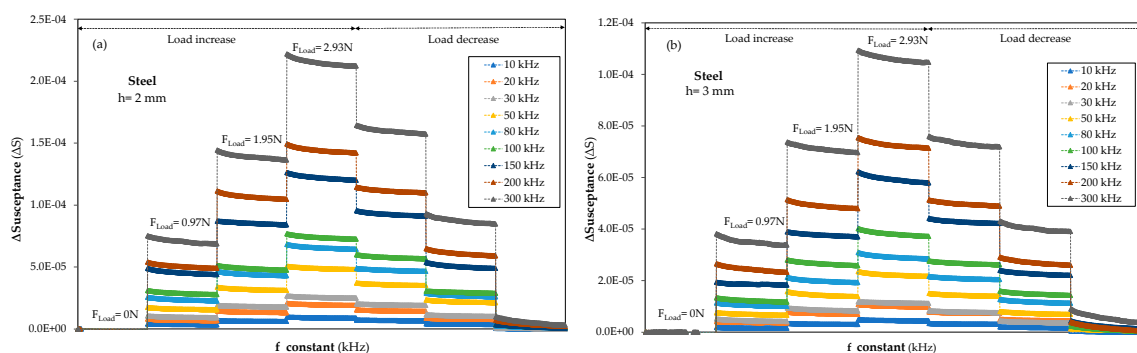 2.5E-04
2.0E-04
1.5E-04
1.0E-04
5.0E-05
0.0E+00
ΔSusceptance (ΔS)
(a)
Load increase
Load decrease
Steel
h= 2 mm
FLoad= 0N
FLoad= 0.97N
FLoad= 1.95N
FLoad= 2.93N
10 kHz
20 kHz
30 kHz
50 kHz
80 kHz
100 kHz
150 kHz
200 kHz
300 kHz
f constant (kHz)
1.2E-04
1.0E-04
8.0E-05
6.0E-05
4.0E-05
2.0E-05
0.0E+00
ΔSusceptance (ΔS)
(b)
Load increase
Load decrease
Steel
h= 3 mm
FLoad= 0N
FLoad= 0.97N
FLoad= 1.95N
FLoad= 2.93N
10 kHz
20 kHz
30 kHz
50 kHz
80 kHz
100 kHz
150 kHz
200 kHz
300 kHz
f constant (kHz)